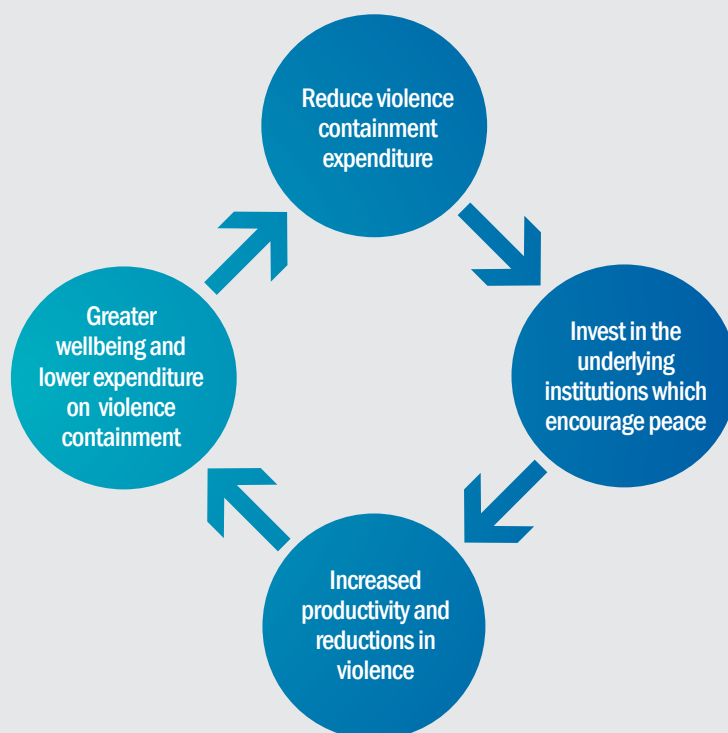 Reduce violence
containment
expenditure
Invest in the
underlying
institutions which
encourage peace
Increased
productivity and
reductions in
violence
Greater
wellbeing and
lower expenditure
on violence
containment